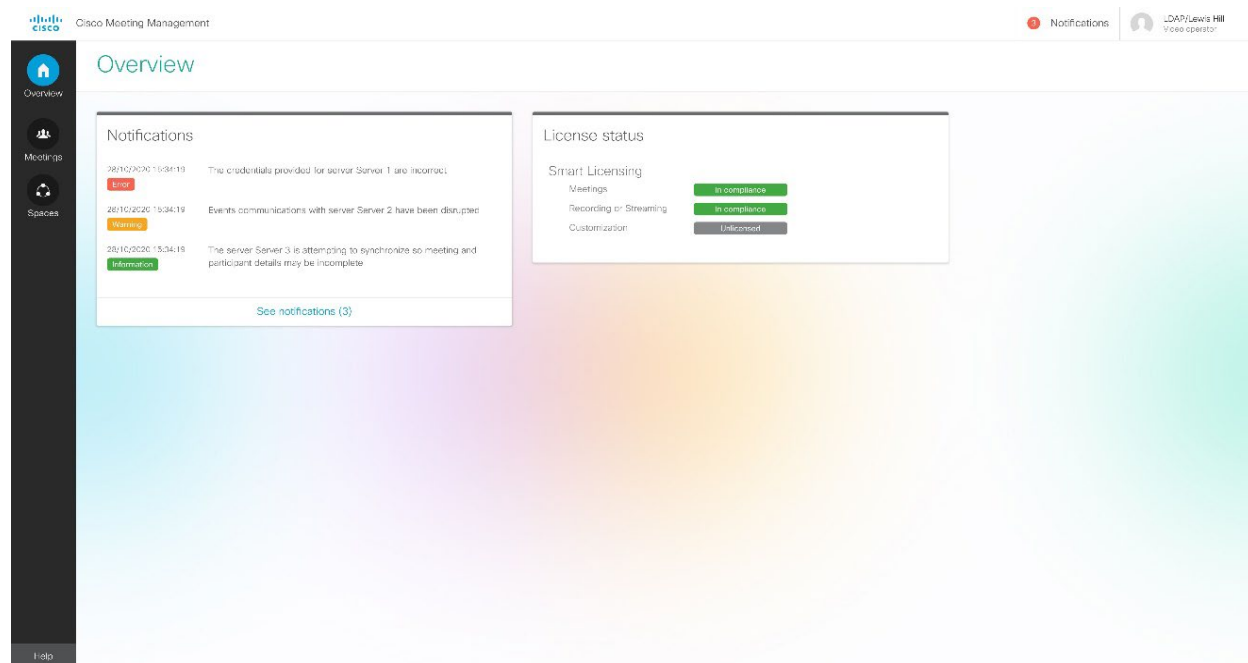 CISCO
Cisco Meeting Management
3
Notifications
LDAP/Lewis Hill
Video operator
Overview
Overview
Meetings
Spaces
Help
Notifications
28/10/2020 15:34:19
The credentials provided for server Server 1 are incorrect
Error
28/10/2020 15:34:19
Events communications with server Server 2 have been disrupted
Warning
28/10/2020 15:34:19
The server Server 3 is attempting to synchronize so meeting and
participant details may be incomplete
Information
See notifications (3)
License status
Smart Licensing
Meetings
In compliance
Recording or Streaming
In compliance
Customization
Unlicensed